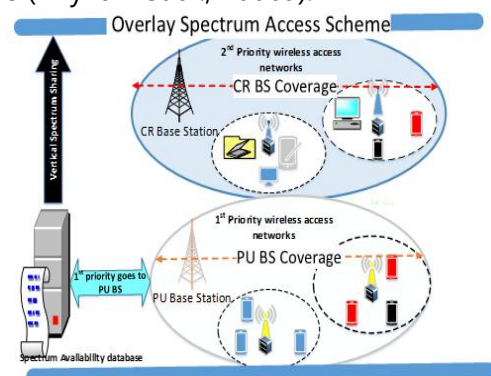 Overlay Spectrum Access Scheme
2nd Priority wireless access
networks
CR BS Coverage
CR Base Station
Vertical Spectrum Sharing
1st Priority wireless access
networks
PU BS Coverage
1st priority goes to
PU BS
PU Base Station
Spectrum Availability database